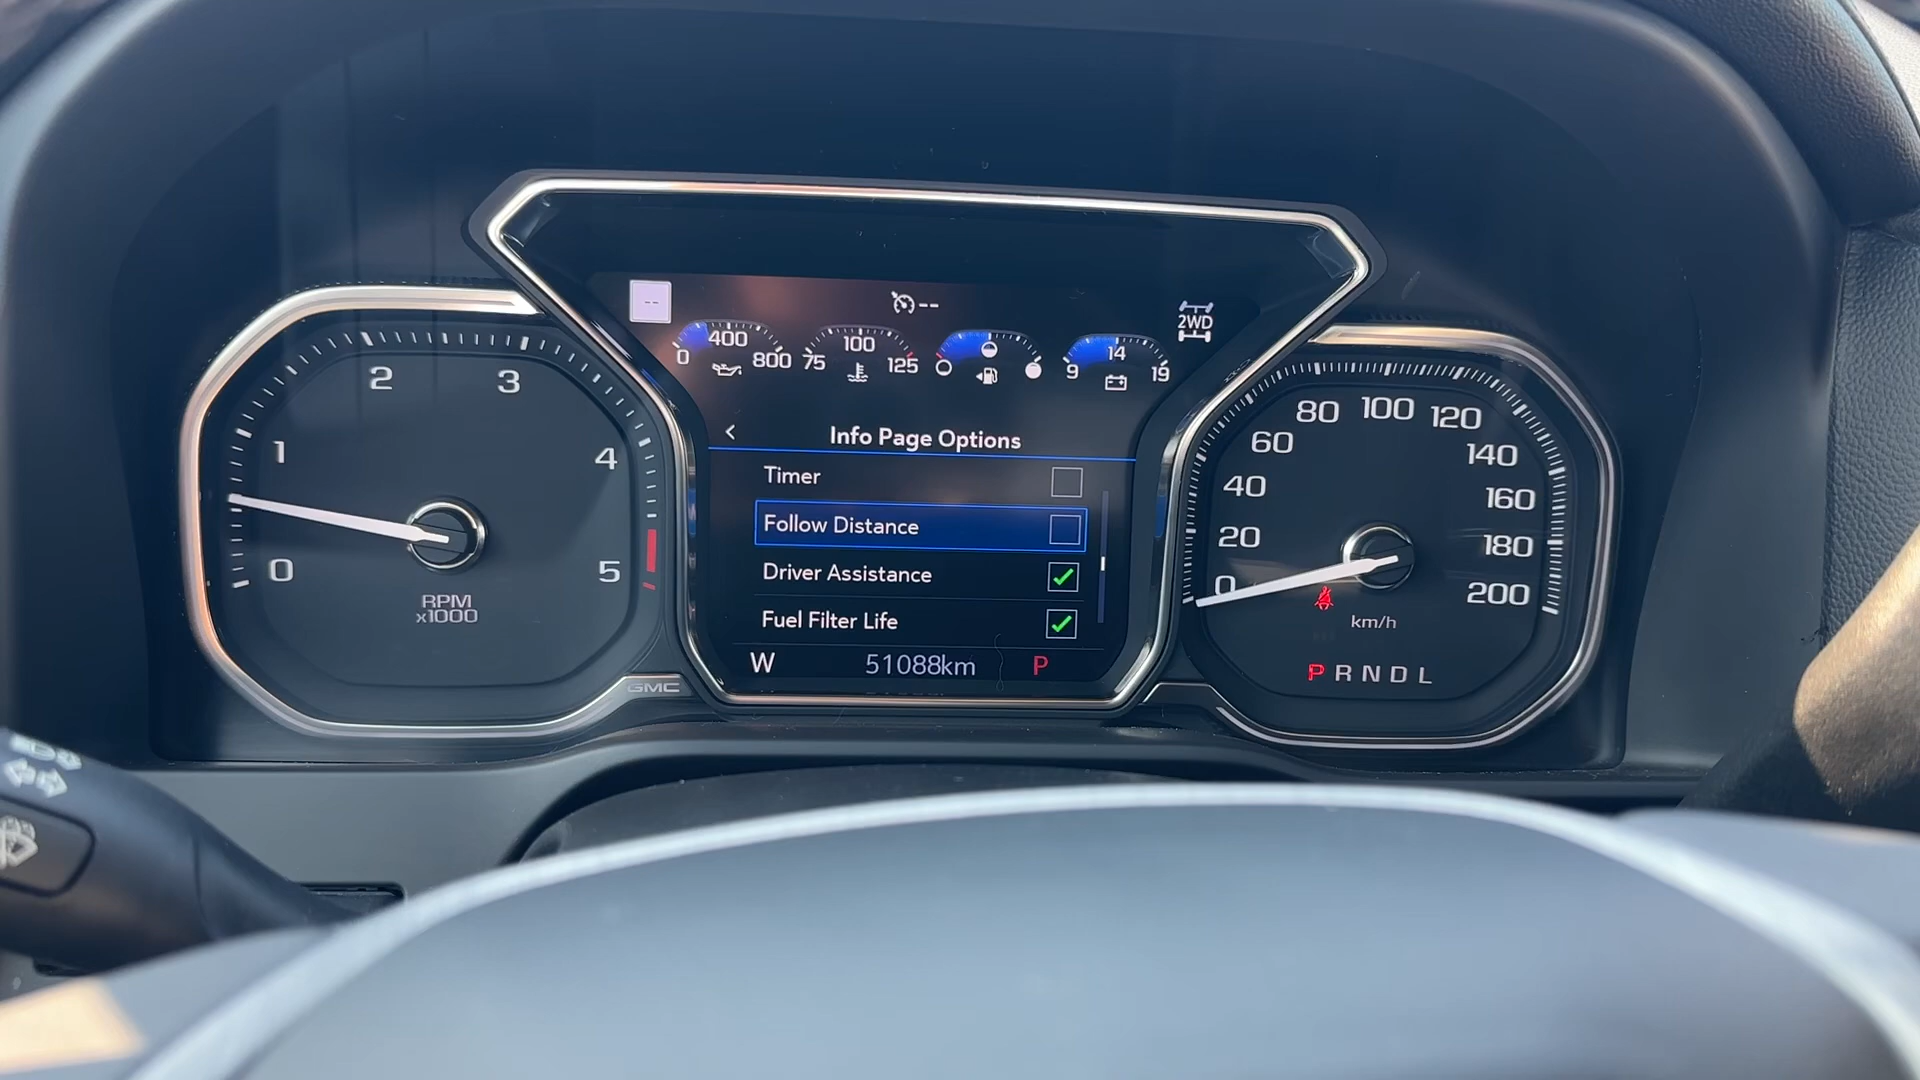 --
--
2WD
0 400 800
75 100 125
9 14 19
Info Page Options
Timer
Follow Distance
Driver Assistance
Fuel Filter Life
W 51088km P
0 1 2 3 4 5
RPM
x1000
GMC
0 20 40 60 80 100 120 140 160 180 200
km/h
P R N D L